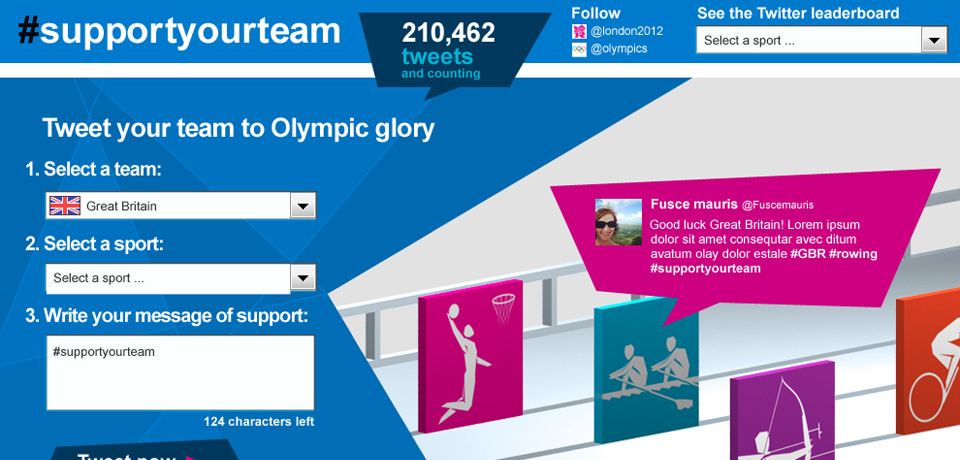 #supportyourteam
210,462
tweets
and counting
Follow
@london2012
@olympics
See the Twitter leaderboard
Select a sport ...
Tweet your team to Olympic glory
1. Select a team:
Great Britain
2. Select a sport:
Select a sport ...
3. Write your message of support:
#supportyourteam
124 characters left
Tweet now
Fusce mauris @Fuscemauris
Good luck Great Britain! Lorem ipsum
dolor sit amet consequtar avec ditum
avatum olay dolor estale #GBR #rowing
#supportyourteam